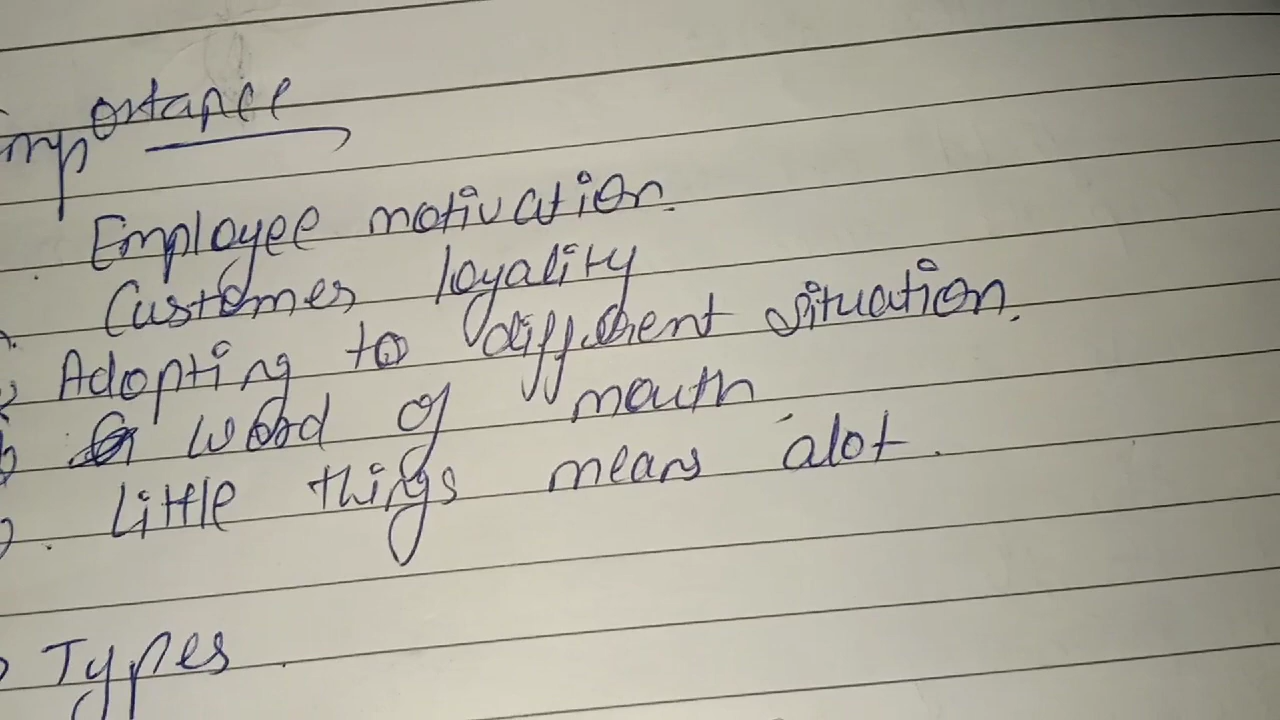 Importance
Employee motivation.
Customer loyality
Adopting to different situation.
word of mouth
Little things means alot.
Types